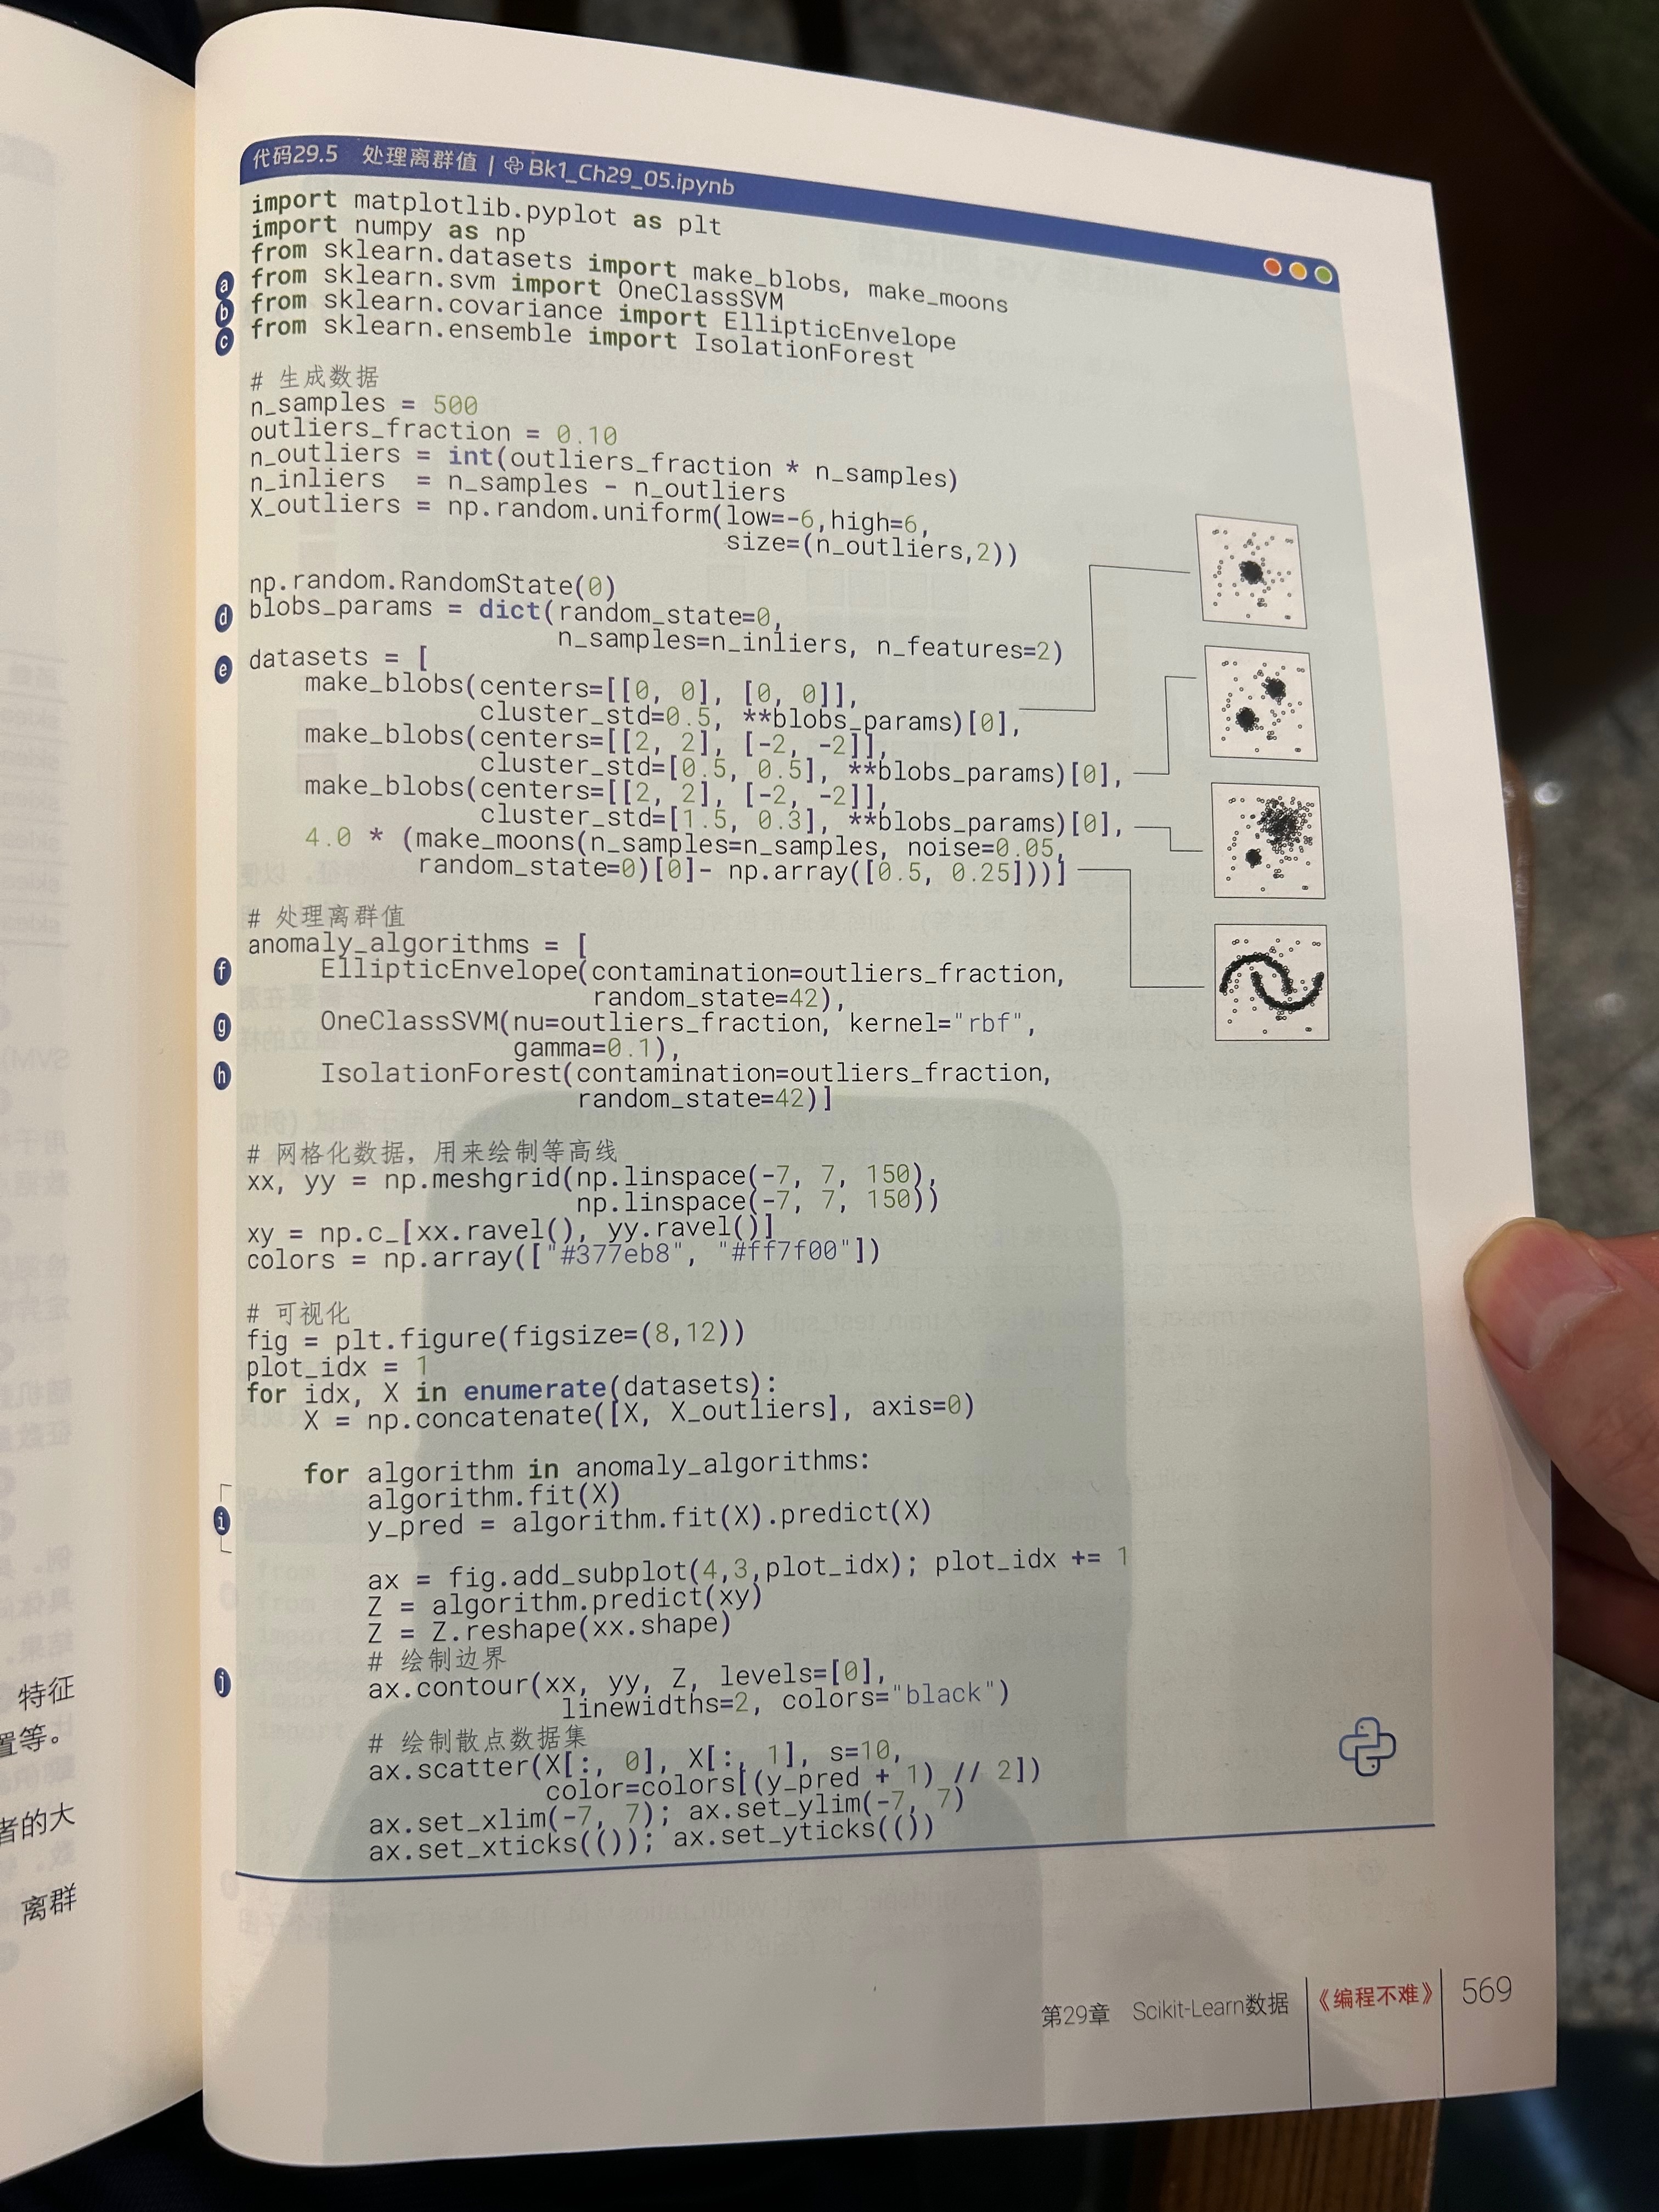 代码29.5 处理离群值 | Bk1_Ch29_05.ipynb
import matplotlib.pyplot as plt
import numpy as np
from sklearn.datasets import make_blobs, make_moons
a from sklearn.svm import OneClassSVM
b from sklearn.covariance import EllipticEnvelope
c from sklearn.ensemble import IsolationForest
# 生成数据
n_samples = 500
outliers_fraction = 0.10
n_outliers = int(outliers_fraction * n_samples)
n_inliers  = n_samples - n_outliers
X_outliers = np.random.uniform(low=-6,high=6,
size=(n_outliers,2))
np.random.RandomState(0)
d blobs_params = dict(random_state=0,
n_samples=n_inliers, n_features=2)
e datasets = [
make_blobs(centers=[[0, 0], [0, 0]],
cluster_std=0.5, **blobs_params)[0],
make_blobs(centers=[[2, 2], [-2, -2]],
cluster_std=[0.5, 0.5], **blobs_params)[0],
make_blobs(centers=[[2, 2], [-2, -2]],
cluster_std=[1.5, 0.3], **blobs_params)[0],
4.0 * (make_moons(n_samples=n_samples, noise=0.05,
random_state=0)[0]- np.array([0.5, 0.25]))]
# 处理离群值
anomaly_algorithms = [
f EllipticEnvelope(contamination=outliers_fraction,
random_state=42),
g OneClassSVM(nu=outliers_fraction, kernel="rbf",
gamma=0.1),
h IsolationForest(contamination=outliers_fraction,
random_state=42)]
# 网格化数据，用来绘制等高线
xx, yy = np.meshgrid(np.linspace(-7, 7, 150),
np.linspace(-7, 7, 150))
xy = np.c_[xx.ravel(), yy.ravel()]
colors = np.array(["#377eb8", "#ff7f00"])
# 可视化
fig = plt.figure(figsize=(8,12))
plot_idx = 1
for idx, X in enumerate(datasets):
X = np.concatenate([X, X_outliers], axis=0)
for algorithm in anomaly_algorithms:
algorithm.fit(X)
i y_pred = algorithm.fit(X).predict(X)
ax = fig.add_subplot(4,3,plot_idx); plot_idx += 1
Z = algorithm.predict(xy)
Z = Z.reshape(xx.shape)
# 绘制边界
j ax.contour(xx, yy, Z, levels=[0],
linewidths=2, colors="black")
# 绘制散点数据集
ax.scatter(X[:, 0], X[:, 1], s=10,
color=colors[(y_pred + 1) // 2])
ax.set_xlim(-7, 7); ax.set_ylim(-7, 7)
ax.set_xticks(()); ax.set_yticks(())
特征
置等。
者的大
离群
第29章 Scikit-Learn数据 《编程不难》 569